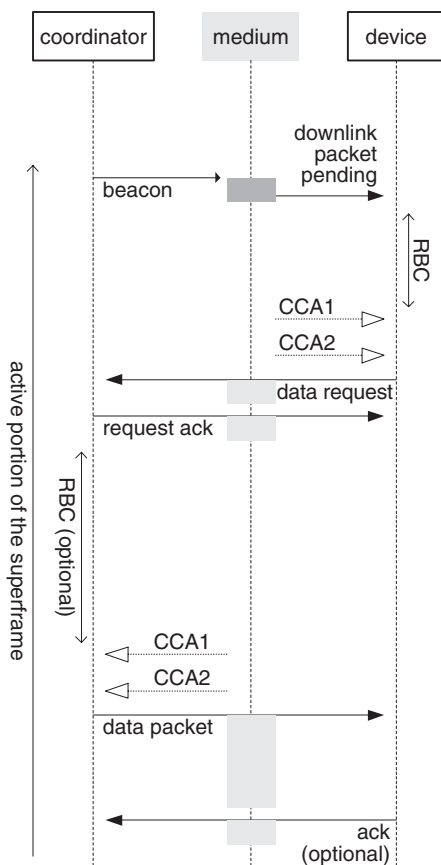 coordinator
medium
device
downlink
packet
pending
beacon
RBC
CCA1
CCA2
data request
request ack
RBC (optional)
active portion of the superframe
CCA1
CCA2
data packet
ack
(optional)